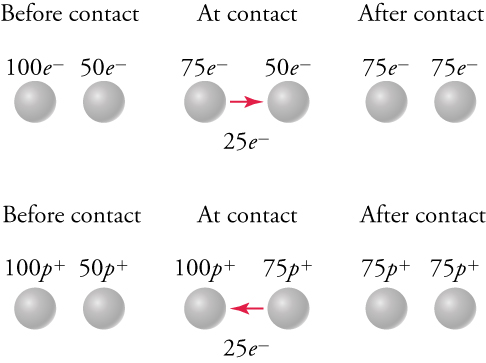 Before contact At contact After contact
100e⁻ 50e⁻ 75e⁻ 50e⁻ 75e⁻ 75e⁻
25e⁻
Before contact At contact After contact
100p⁺ 50p⁺ 100p⁺ 75p⁺ 75p⁺ 75p⁺
25e⁻